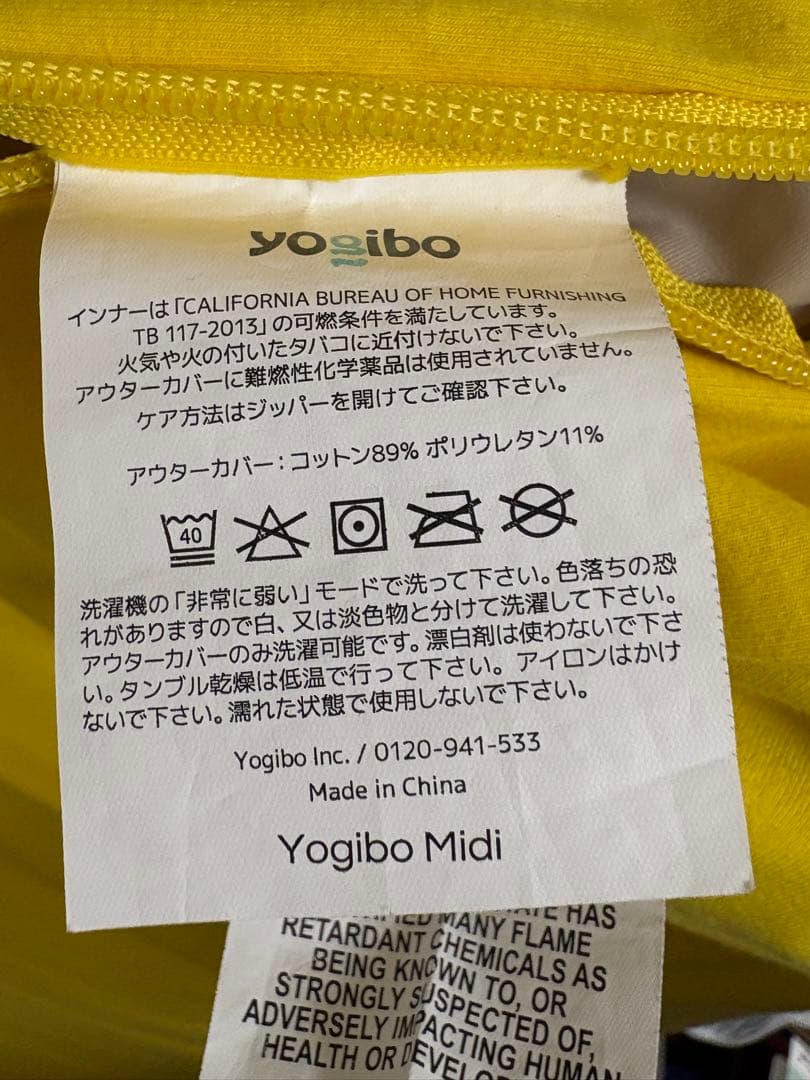 yogibo
インナーは「CALIFORNIA BUREAU OF HOME FURNISHING
TB 117-2013」の可燃条件を満たしています。
火気や火の付いたタバコに近付けないで下さい。
アウターカバーに難燃性化学薬品は使用されていません。
ケア方法はジッパーを開けてご確認下さい。
アウターカバー：コットン89% ポリウレタン11%
40
洗濯機の「非常に弱い」モードで洗って下さい。色落ちの恐
れがありますので白、又は淡色物と分けて洗濯して下さい。
アウターカバーのみ洗濯可能です。漂白剤は使わないで下さ
い。タンブル乾燥は低温で行って下さい。アイロンはかけ
ないで下さい。濡れた状態で使用しないで下さい。
Yogibo Inc. / 0120-941-533
Made in China
Yogibo Midi
MANY FLAME
HAS
RETARDANT CHEMICALS AS
BEING KNOWN TO, OR
STRONGLY SUSPECTED OF,
ADVERSELY IMPACTING HUMAN
HEALTH OR